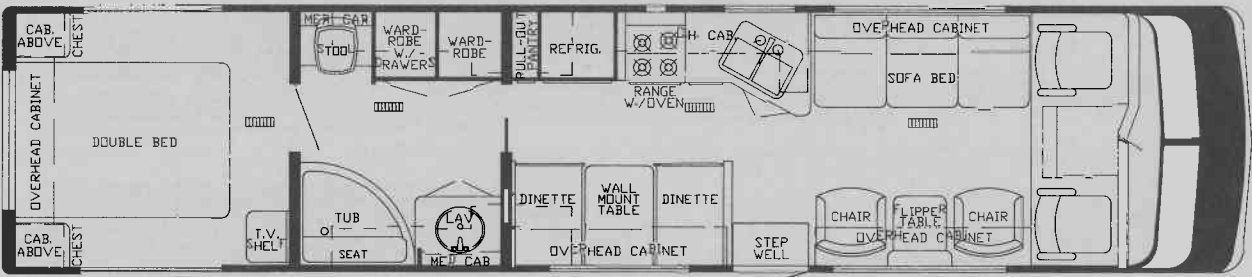 CAB.
ABOVE
CHEST
OVERHEAD CABINET
DOUBLE BED
CAB.
ABOVE
CHEST
T.V.
SHELF
MED CAB
STOOL
WARD-
ROBE
W/-
DRAWERS
WARD-
ROBE
TUB
SEAT
LAV
MED CAB
PULL-OUT
PANTRY
REFRIG.
RANGE
W/OVEN
OH. CAB
DINETTE
WALL
MOUNT
TABLE
DINETTE
OVERHEAD CABINET
STEP
WELL
OVERHEAD CABINET
SOFA BED
CHAIR
FLIPPER
TABLE
CHAIR
OVERHEAD CABINET